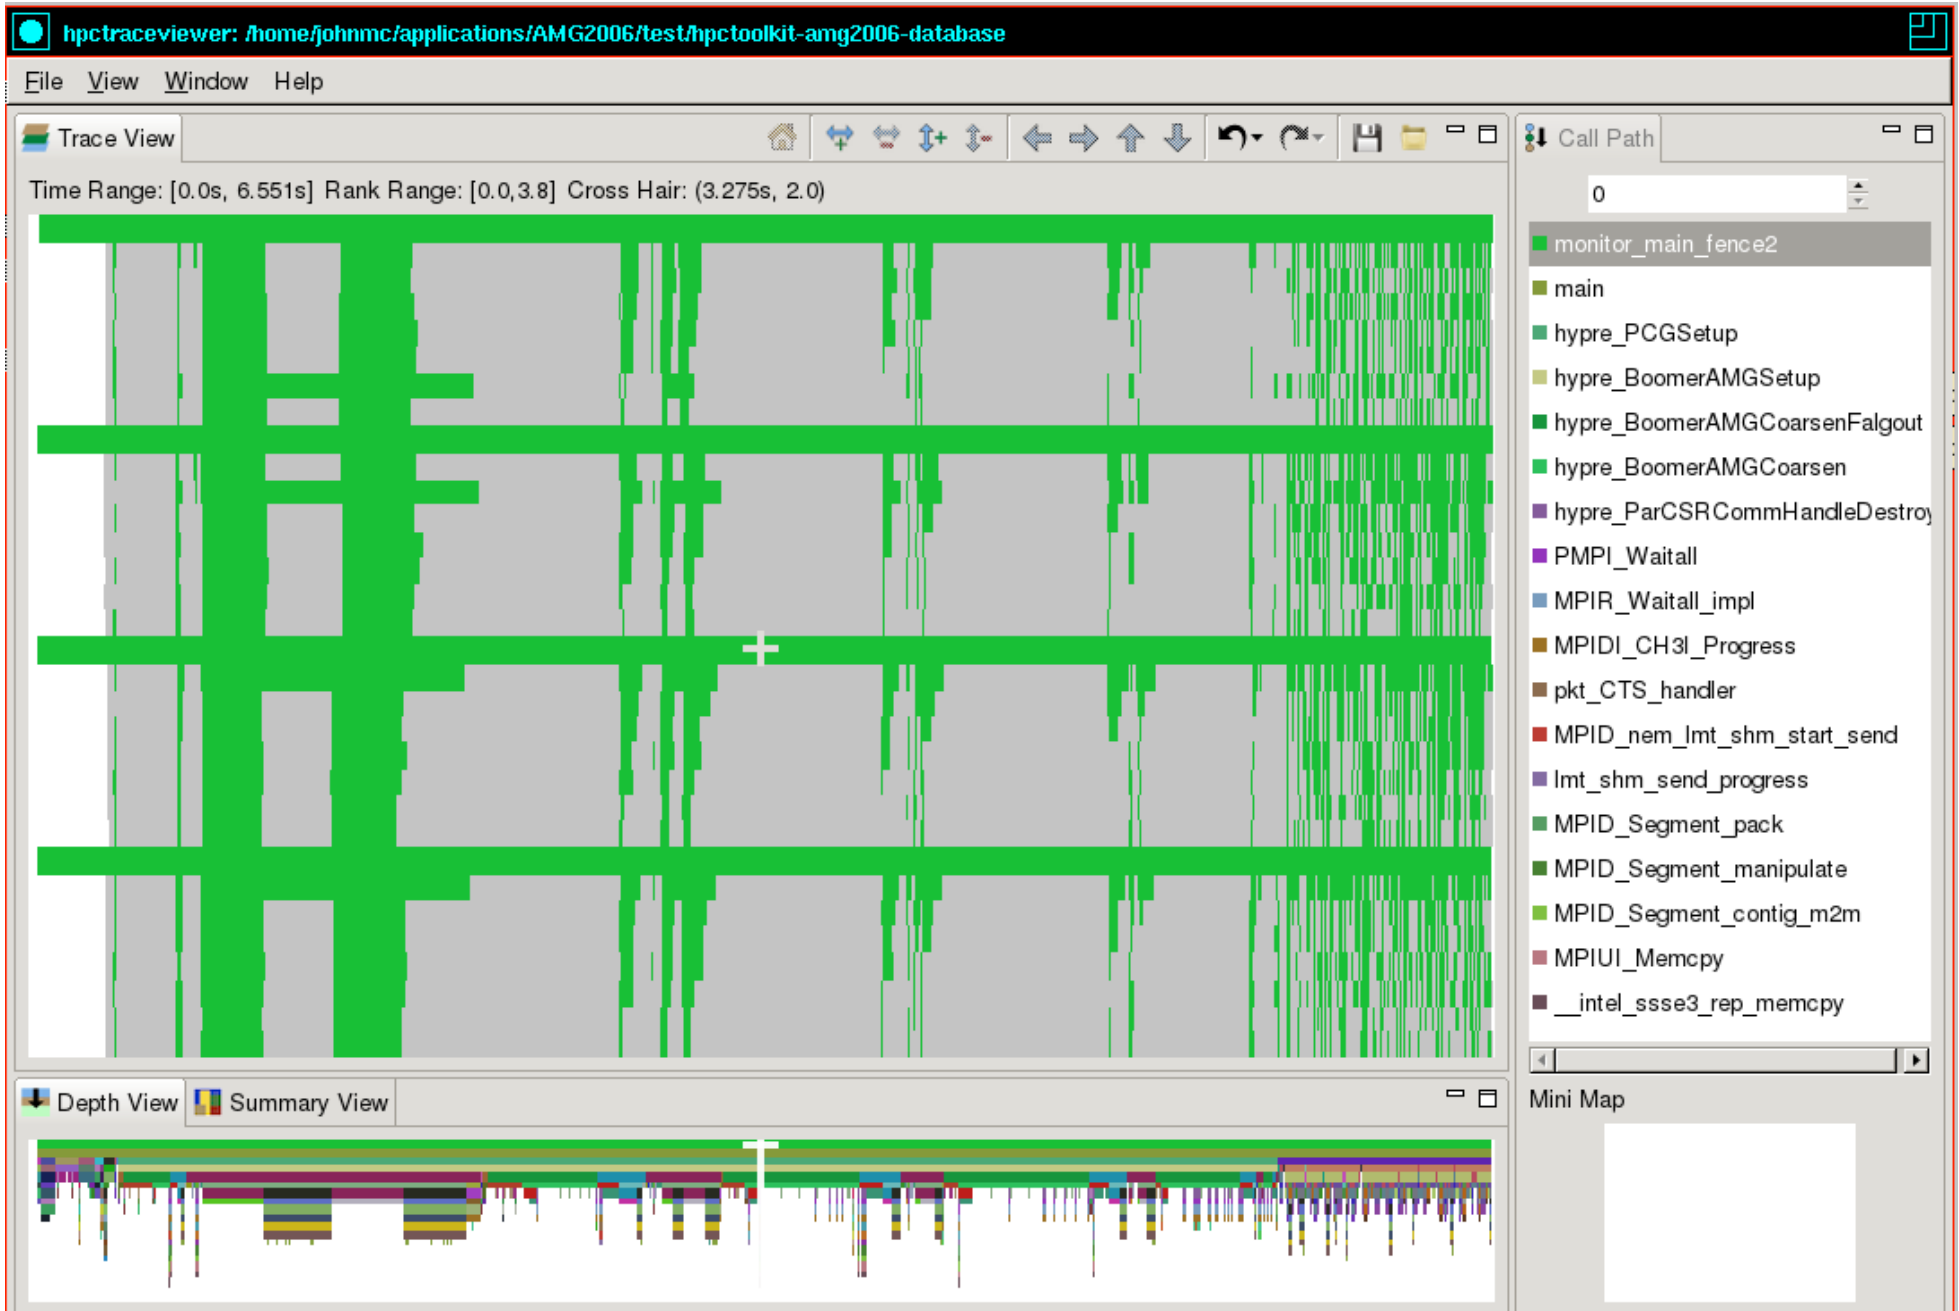 hpctraceviewer: /home/johnmc/applications/AMG2006/test/hpctoolkit-amg2006-database
File View Window Help
Trace View
Time Range: [0.0s, 6.551s] Rank Range: [0.0,3.8] Cross Hair: (3.275s, 2.0)
Call Path
0
monitor_main_fence2
main
hypre_PCGSetup
hypre_BoomerAMGSetup
hypre_BoomerAMGCoarsenFalgout
hypre_BoomerAMGCoarsen
hypre_ParCSRCommHandleDestroy
PMPI_Waitall
MPIR_Waitall_impl
MPIDI_CH3I_Progress
pkt_CTS_handler
MPID_nem_lmt_shm_start_send
lmt_shm_send_progress
MPID_Segment_pack
MPID_Segment_manipulate
MPID_Segment_contig_m2m
MPIUI_Memcpy
__intel_ssse3_rep_memcpy
Depth View Summary View
Mini Map